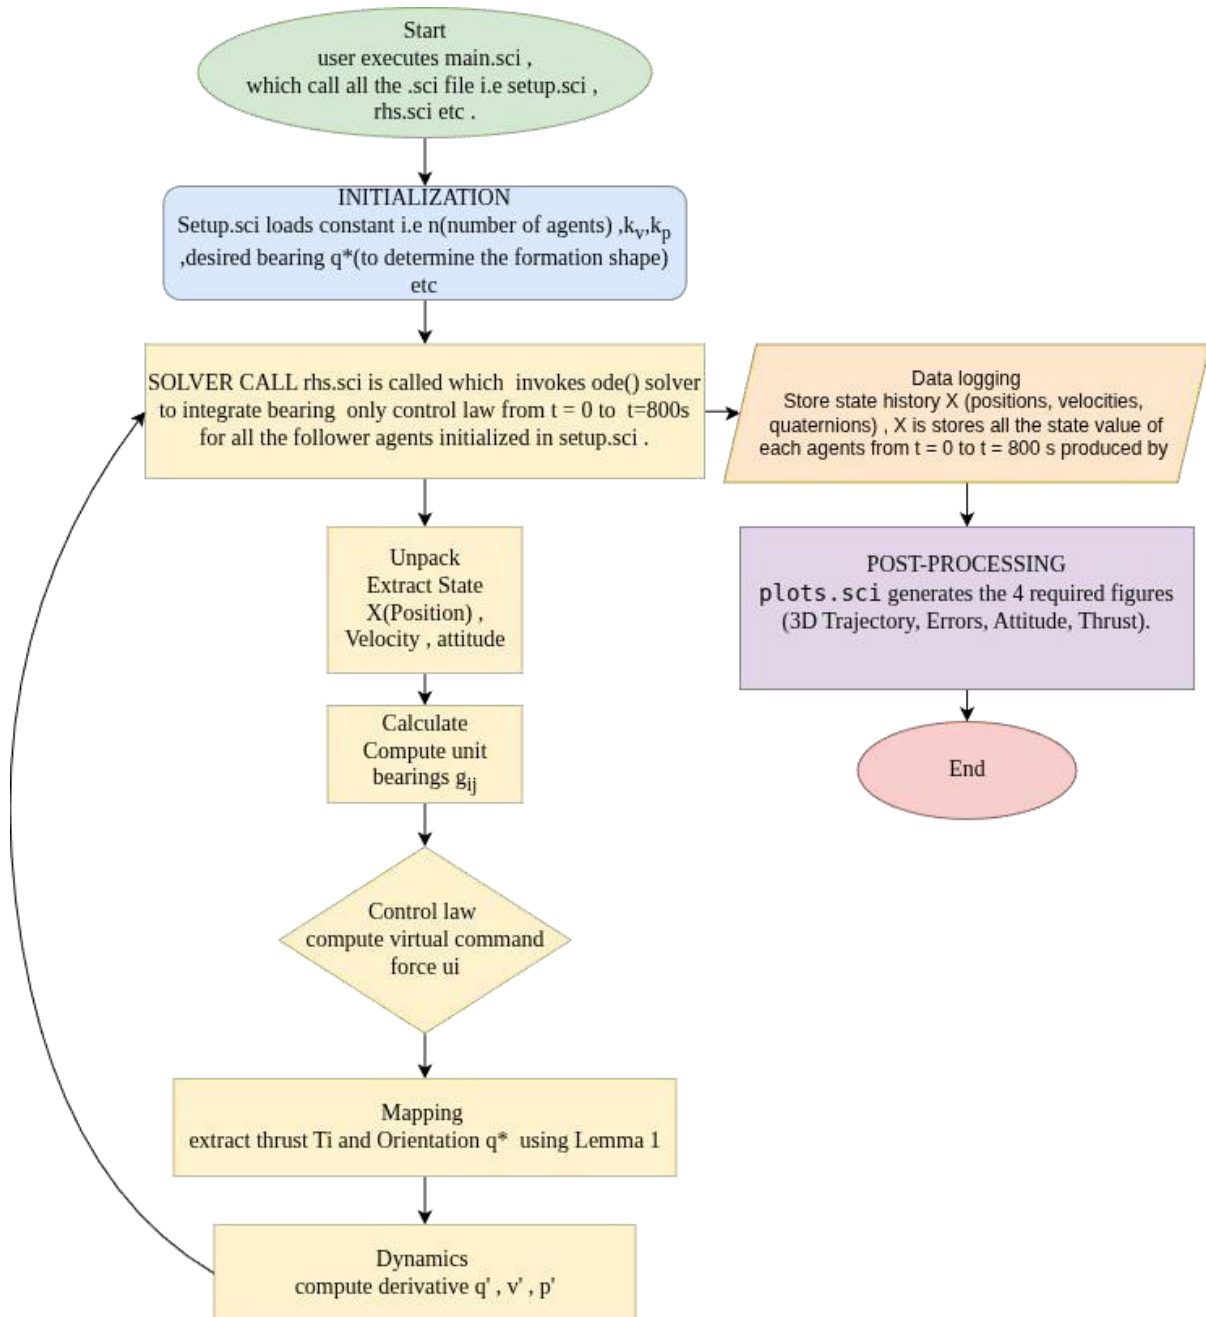 Start
user executes main.sci ,
which call all the .sci file i.e setup.sci ,
rhs.sci etc .
INITIALIZATION
Setup.sci loads constant i.e n(number of agents) ,kv,kp
,desired bearing q*(to determine the formation shape)
etc
SOLVER CALL rhs.sci is called which invokes ode() solver
to integrate bearing only control law from t = 0 to t=800s
for all the follower agents initialized in setup.sci .
Data logging
Store state history X (positions, velocities,
quaternions) , X is stores all the state value of
each agents from t = 0 to t = 800 s produced by
Unpack
Extract State
X(Position) ,
Velocity , attitude
POST-PROCESSING
plots.sci generates the 4 required figures
(3D Trajectory, Errors, Attitude, Thrust).
Calculate
Compute unit
bearings gij
End
Control law
compute virtual command
force ui
Mapping
extract thrust Ti and Orientation q* using Lemma 1
Dynamics
compute derivative q' , v' , p'